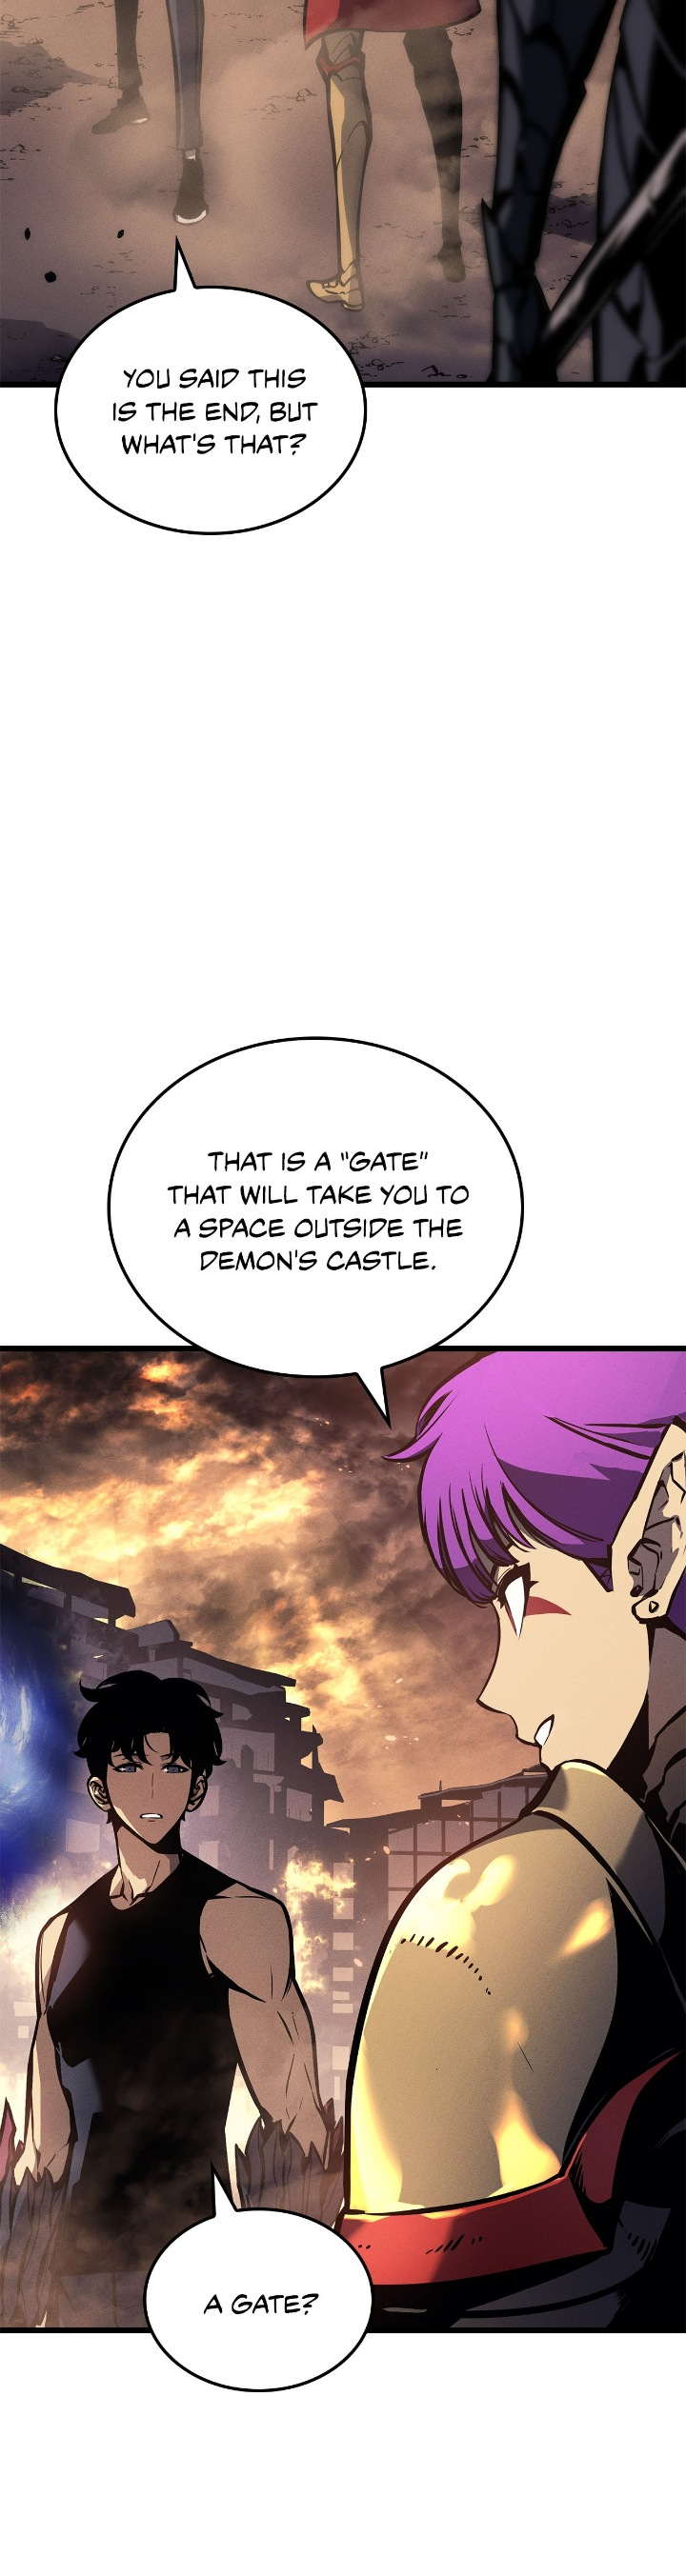 YOU SAID THIS
IS THE END, BUT
WHAT'S THAT?
THAT IS A "GATE"
THAT WILL TAKE YOU TO
A SPACE OUTSIDE THE
DEMON'S CASTLE.
A GATE?